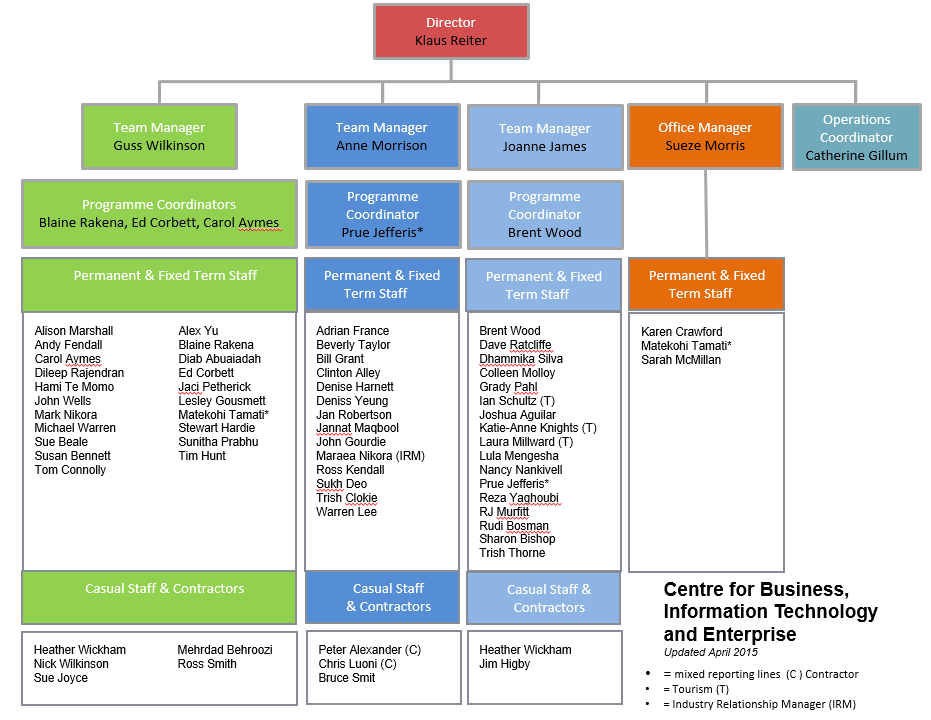 Director
Klaus Reiter
Team Manager
Guss Wilkinson
Team Manager
Anne Morrison
Team Manager
Joanne James
Office Manager
Sueze Morris
Operations
Coordinator
Catherine Gillum
Programme Coordinators
Blaine Rakena, Ed Corbett, Carol Aymes
Programme
Coordinator
Prue Jefferis*
Programme
Coordinator
Brent Wood
Permanent & Fixed Term Staff
Permanent & Fixed
Term Staff
Permanent & Fixed
Term Staff
Permanent & Fixed
Term Staff
Alison Marshall
Andy Fendall
Carol Aymes
Dileep Rajendran
Hami Te Momo
John Wells
Mark Nikora
Michael Warren
Sue Beale
Susan Bennett
Tom Connolly
Alex Yu
Blaine Rakena
Diab Abuaiadah
Ed Corbett
Jaci Petherick
Lesley Gousmett
Matekohi Tamati*
Stewart Hardie
Sunitha Prabhu
Tim Hunt
Adrian France
Beverly Taylor
Bill Grant
Clinton Alley
Denise Harnett
Deniss Yeung
Jan Robertson
Jannat Maqbool
John Gourdie
Maraea Nikora (IRM)
Ross Kendall
Sukh Deo
Trish Clokie
Warren Lee
Brent Wood
Dave Ratcliffe
Dhammika Silva
Colleen Molloy
Grady Pahl
Ian Schultz (T)
Joshua Aguilar
Katie-Anne Knights (T)
Laura Millward (T)
Lula Mengesha
Nancy Nankivell
Prue Jefferis*
Reza Yaghoubi
RJ Murfitt
Rudi Bosman
Sharon Bishop
Trish Thorne
Karen Crawford
Matekohi Tamati*
Sarah McMillan
Casual Staff & Contractors
Casual Staff
& Contractors
Casual Staff &
Contractors
Heather Wickham
Nick Wilkinson
Sue Joyce
Mehrdad Behroozi
Ross Smith
Peter Alexander (C)
Chris Luoni (C)
Bruce Smit
Heather Wickham
Jim Higby
Centre for Business,
Information Technology
and Enterprise
Updated April 2015
• = mixed reporting lines (C ) Contractor
• = Tourism (T)
• = Industry Relationship Manager (IRM)